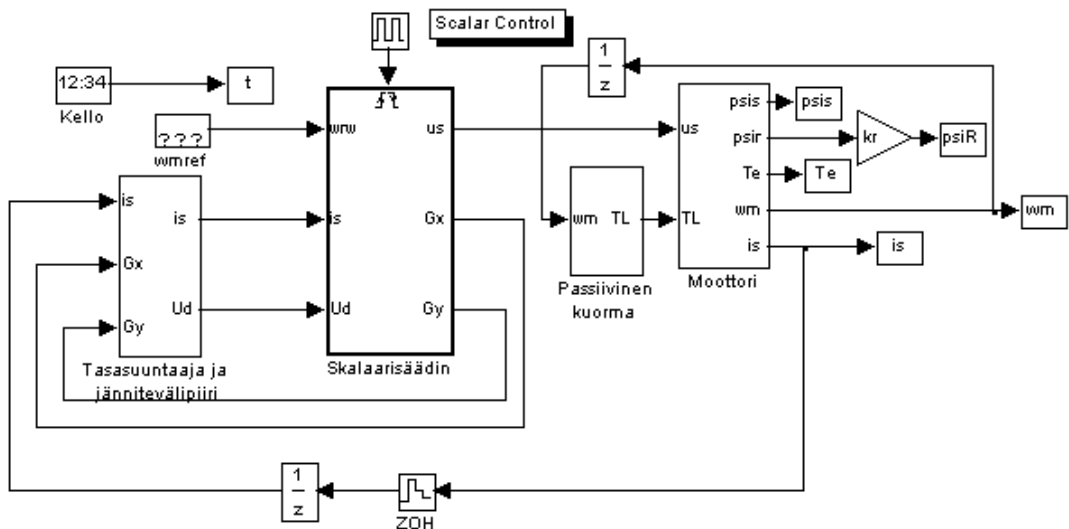 Scalar Control
12:34
t
Kello
???
wmref
wrw
us
is
Gx
Ud
Gy
Skalaarisäädin
is
is
Gx
Ud
Gy
Tasasuuntaaja ja
jännitevälipiiri
1
z
wm
TL
Passiivinen
kuorma
us
psis
psir
Te
wm
TL
is
Moottori
psis
kr
psiR
Te
wm
is
1
z
ZOH